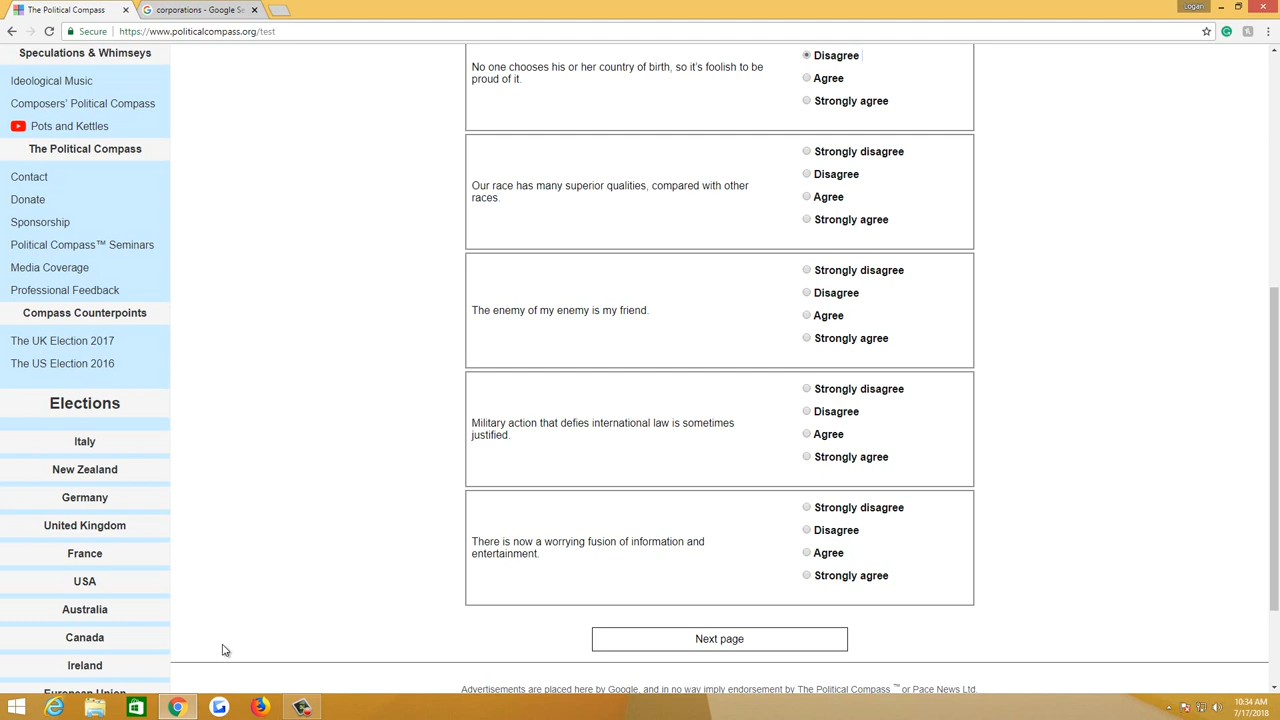 The Political Compass
corporations - Google Se
Logan
Secure
https://www.politicalcompass.org/test
Speculations & Whimseys
Ideological Music
Composers' Political Compass
Pots and Kettles
The Political Compass
Contact
Donate
Sponsorship
Political Compass™ Seminars
Media Coverage
Professional Feedback
Compass Counterpoints
The UK Election 2017
The US Election 2016
Elections
Italy
New Zealand
Germany
United Kingdom
France
USA
Australia
Canada
Ireland
European Union
No one chooses his or her country of birth, so it's foolish to be
proud of it.
Disagree
Agree
Strongly agree
Our race has many superior qualities, compared with other
races.
Strongly disagree
Disagree
Agree
Strongly agree
The enemy of my enemy is my friend.
Strongly disagree
Disagree
Agree
Strongly agree
Military action that defies international law is sometimes
justified.
Strongly disagree
Disagree
Agree
Strongly agree
There is now a worrying fusion of information and
entertainment.
Strongly disagree
Disagree
Agree
Strongly agree
Next page
Advertisements are placed here by Google, and in no way imply endorsement by The Political Compass ™ or Pace News Ltd.
10:34 AM
7/17/2018